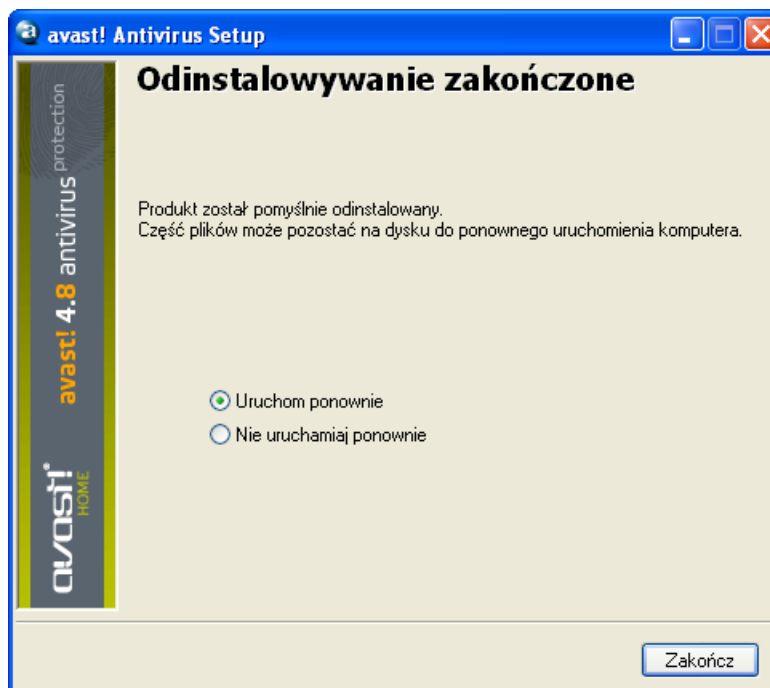 avast! Antivirus Setup
Odinstalowywanie zakończone
Produkt został pomyślnie odinstalowany.
Część plików może pozostać na dysku do ponownego uruchomienia komputera.
Uruchom ponownie
Nie uruchamiaj ponownie
avast! 4.8 antivirus protection
avast!
HOME
Zakończ